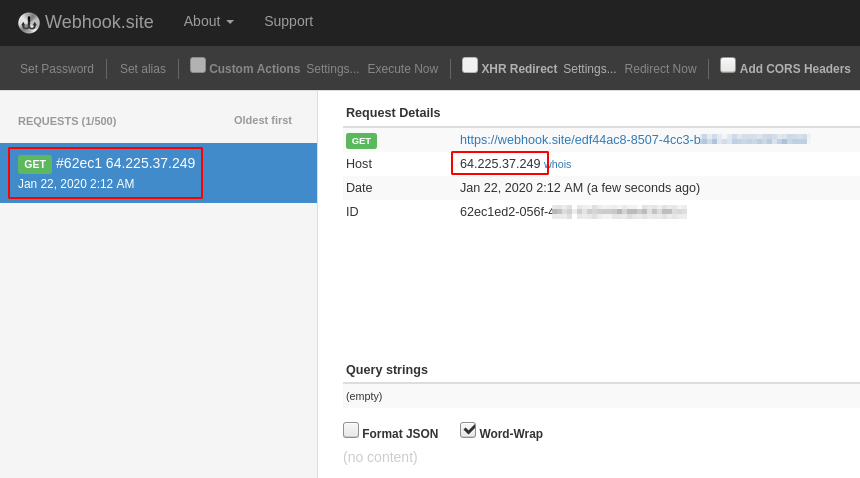 Webhook.site About Support
Set Password Set alias Custom Actions Settings... Execute Now XHR Redirect Settings... Redirect Now Add CORS Headers
REQUESTS (1/500) Oldest first
GET #62ec1 64.225.37.249
Jan 22, 2020 2:12 AM
Request Details
GET https://webhook.site/edf44ac8-8507-4cc3-b
Host 64.225.37.249 whois
Date Jan 22, 2020 2:12 AM (a few seconds ago)
ID 62ec1ed2-056f-4
Query strings
(empty)
Format JSON Word-Wrap
(no content)